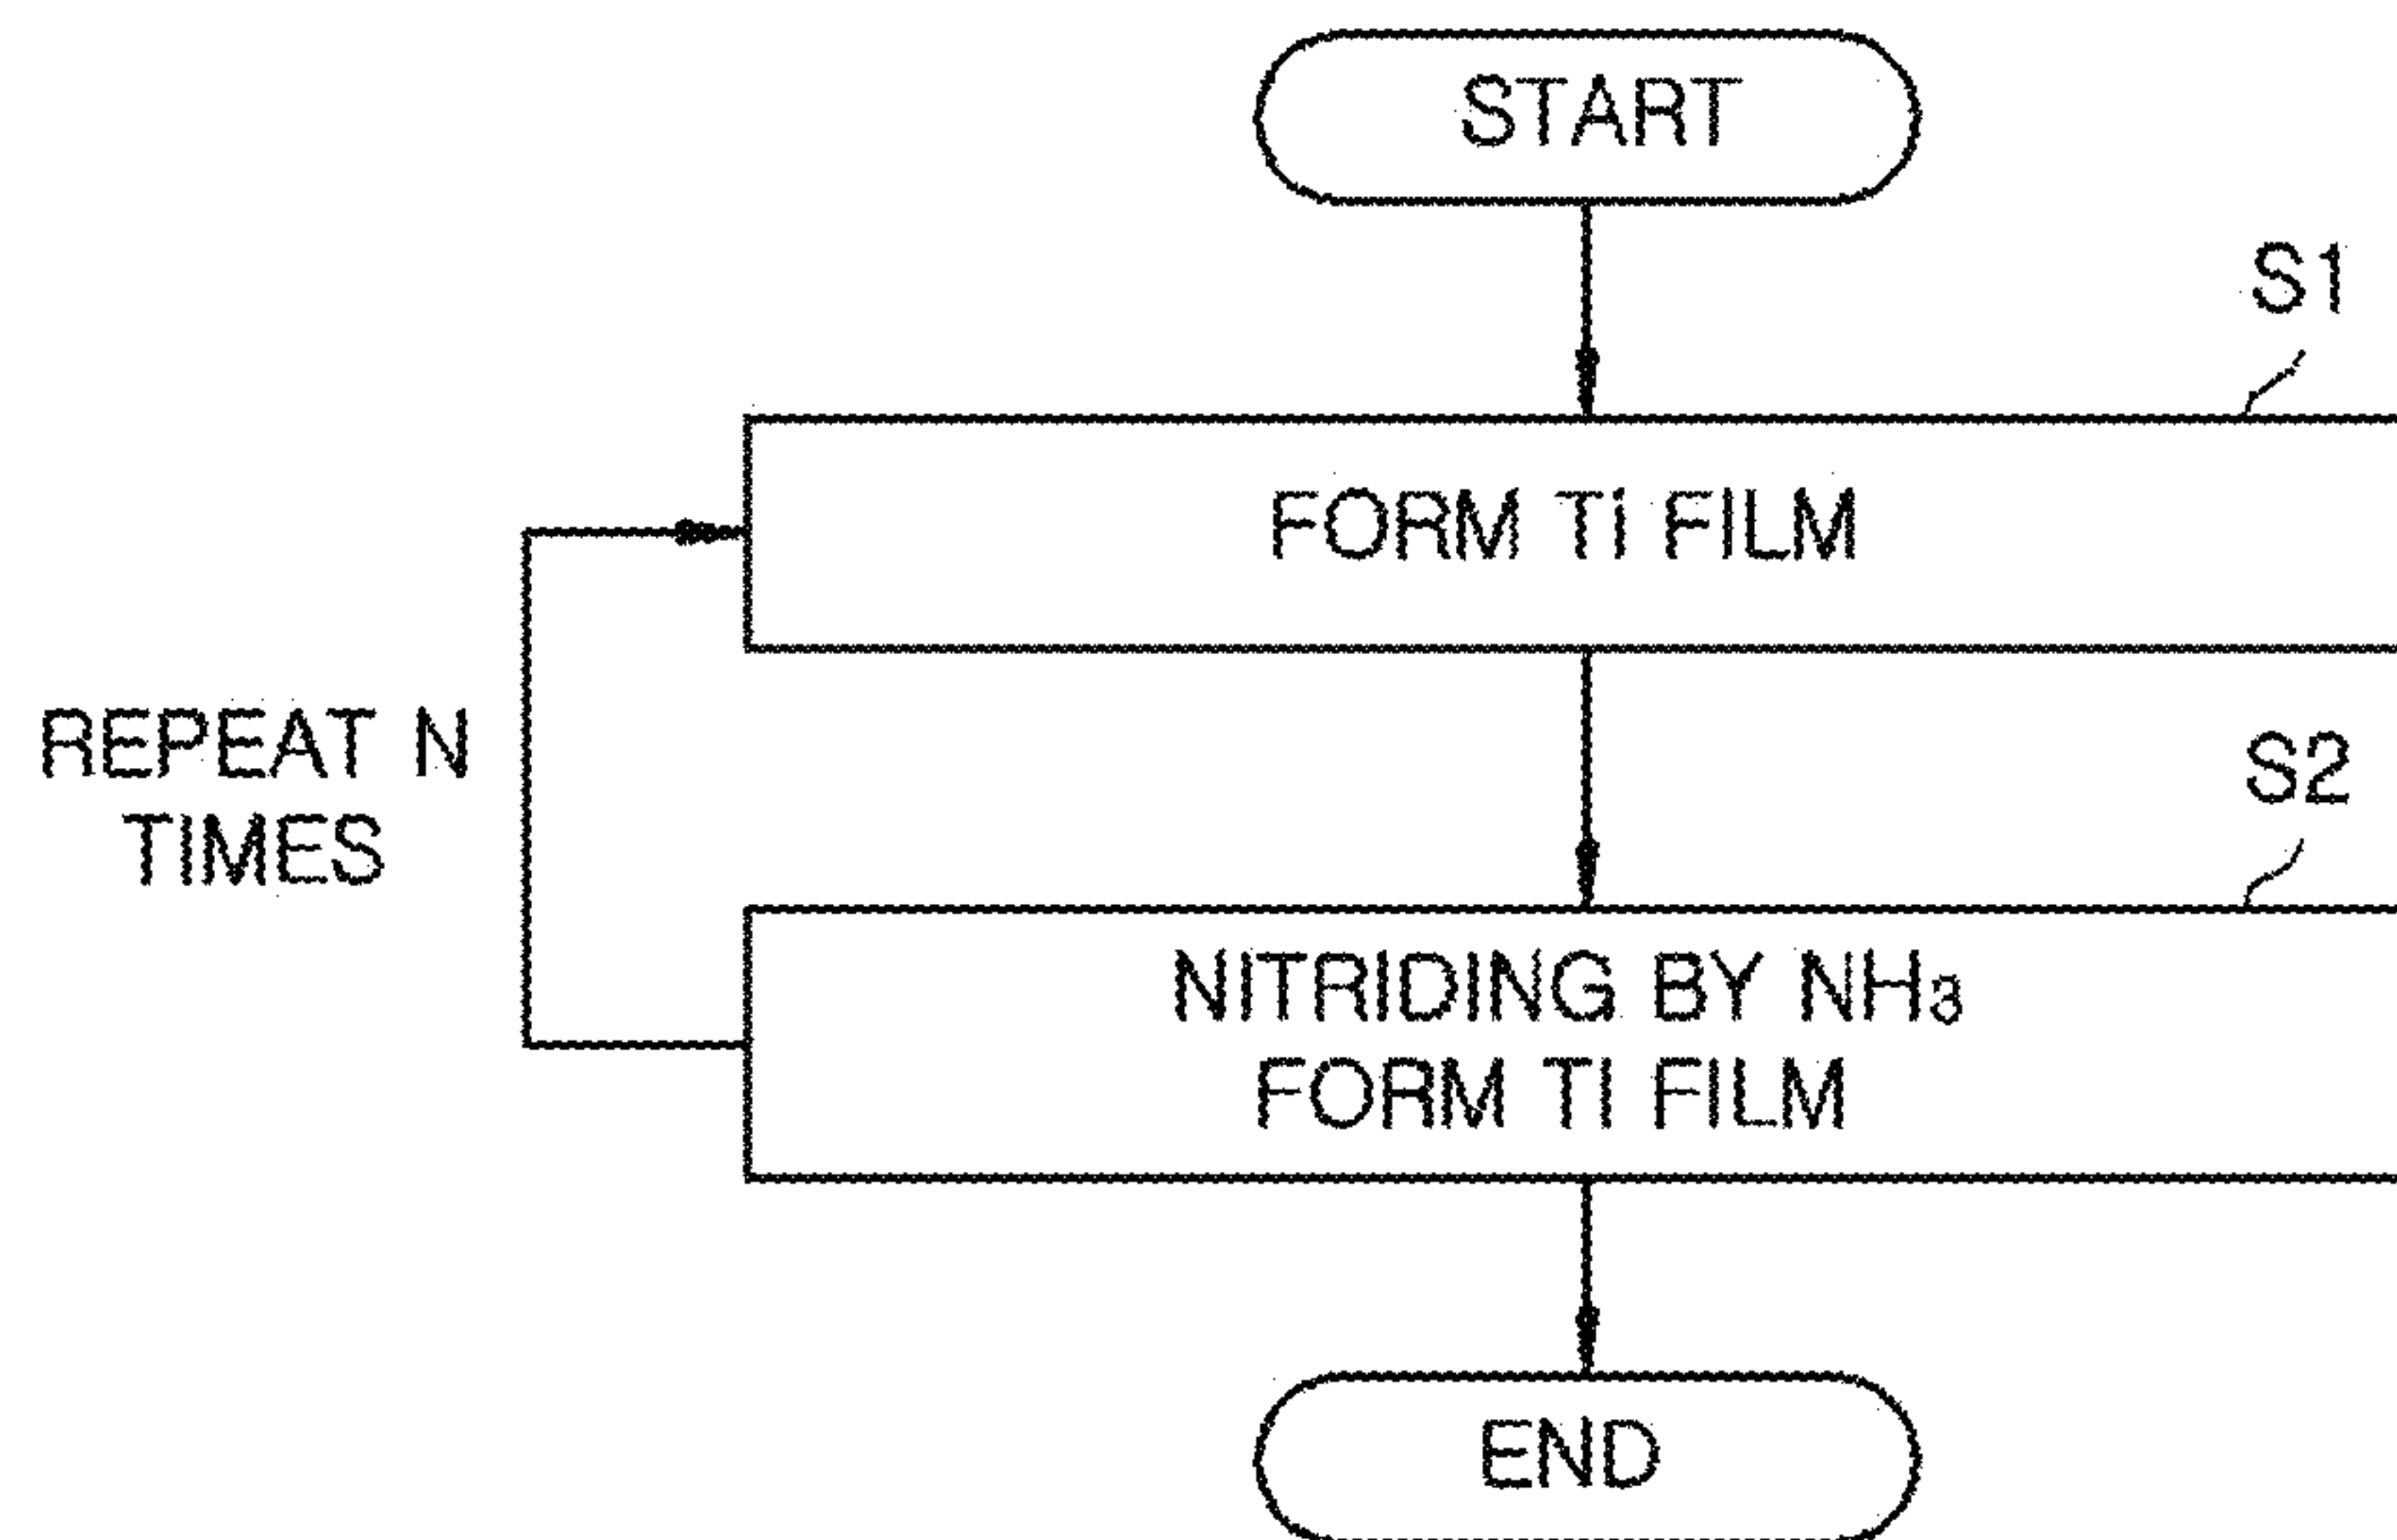 START
S1
FORM Ti FILM
REPEAT N
TIMES
S2
NITRIDING BY NH₃
FORM Ti FILM
END